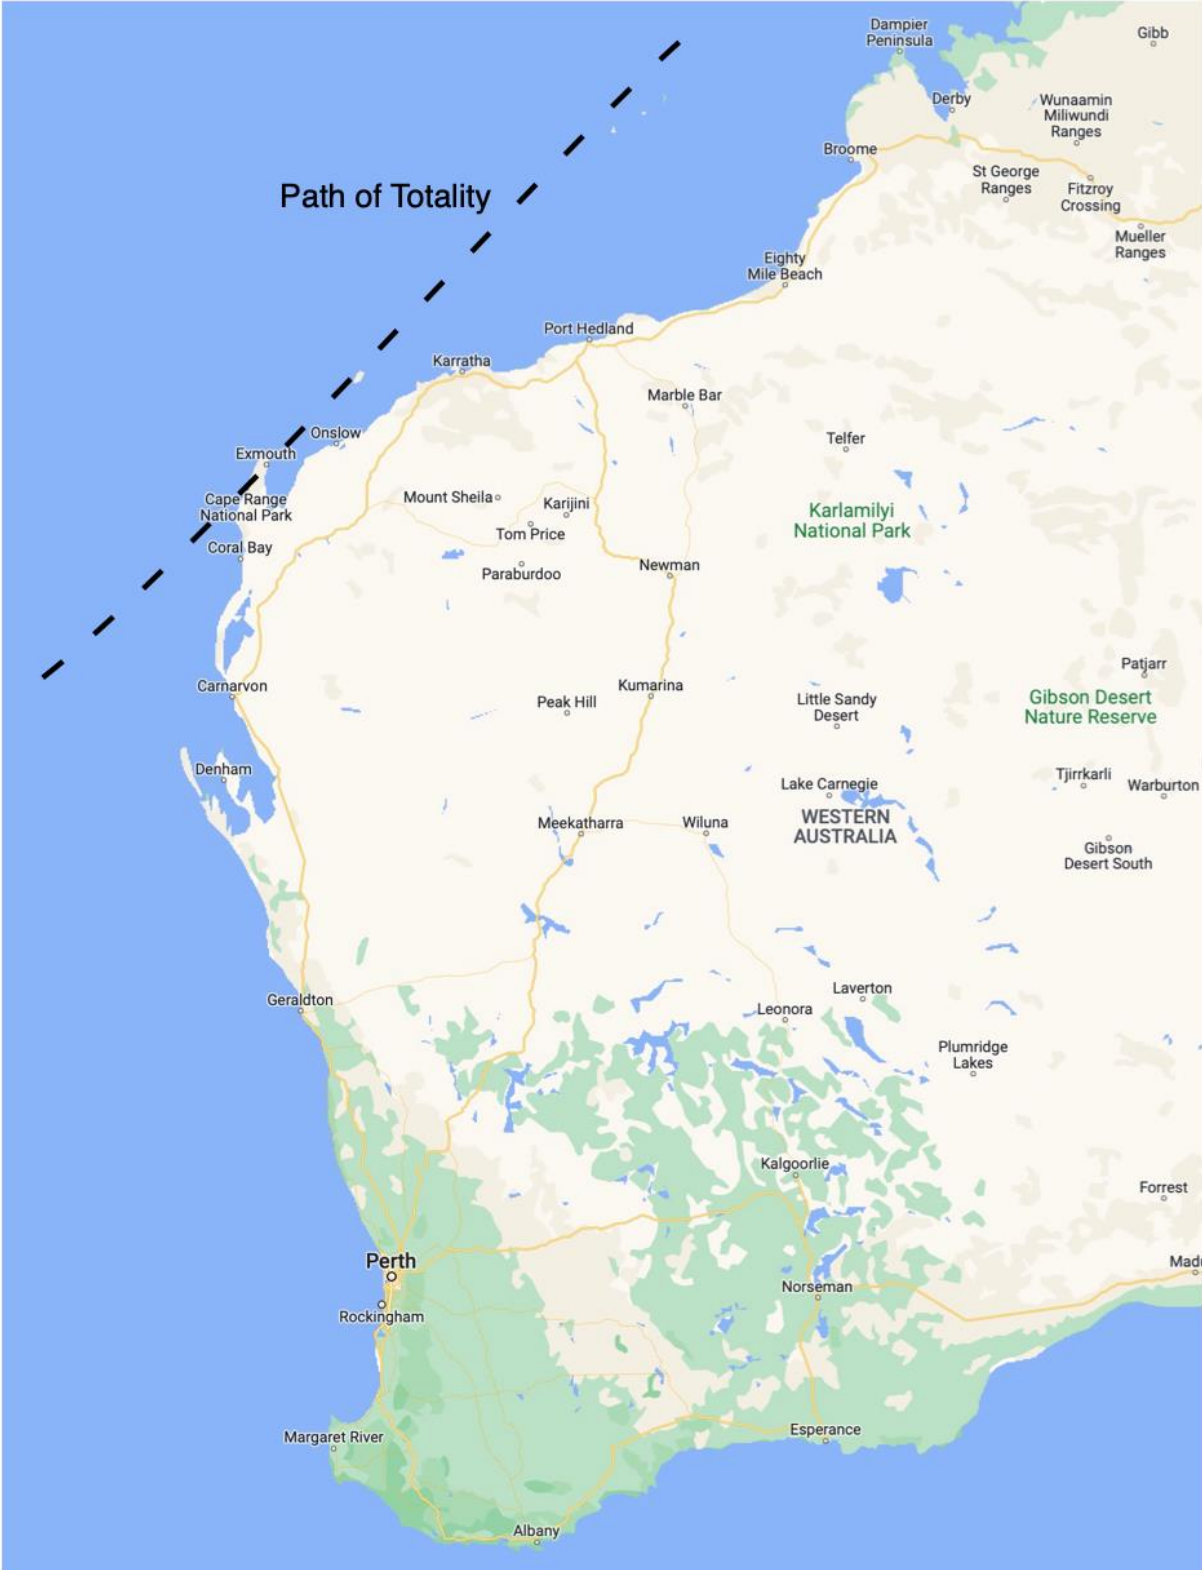 Dampier
Peninsula
Gibb
Derby
Wunaamin
Miliwundi
Ranges
Broome
St George
Ranges
Fitzroy
Crossing
Path of Totality
Mueller
Ranges
Eighty
Mile Beach
Port Hedland
Karratha
Marble Bar
Onslow
Telfer
Exmouth
Cape Range
National Park
Mount Sheila
Karijini
Karlamilyi
National Park
Tom Price
Coral Bay
Paraburdoo
Newman
Patjarr
Carnarvon
Kumarina
Peak Hill
Little Sandy
Desert
Gibson Desert
Nature Reserve
Denham
Tjirrkarli
Warburton
Lake Carnegie
WESTERN
AUSTRALIA
Meekatharra
Wiluna
Gibson
Desert South
Laverton
Geraldton
Leonora
Plumridge
Lakes
Kalgoorlie
Forrest
Perth
Madu
Norseman
Rockingham
Esperance
Margaret River
Albany